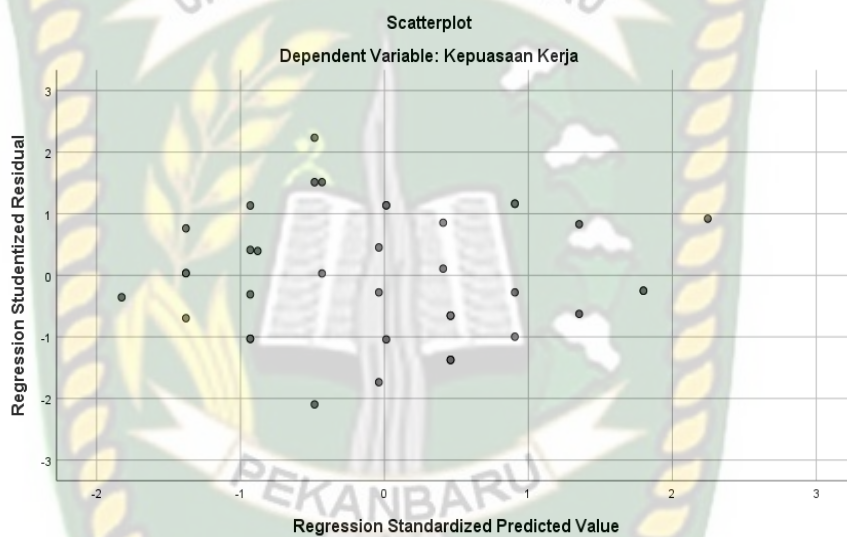 Scatterplot
Dependent Variable: Kepuasaan Kerja
Regression Studentized Residual
3
2
1
0
-1
-2
-3
-2
-1
0
1
2
3
PEKANBARU
Regression Standardized Predicted Value